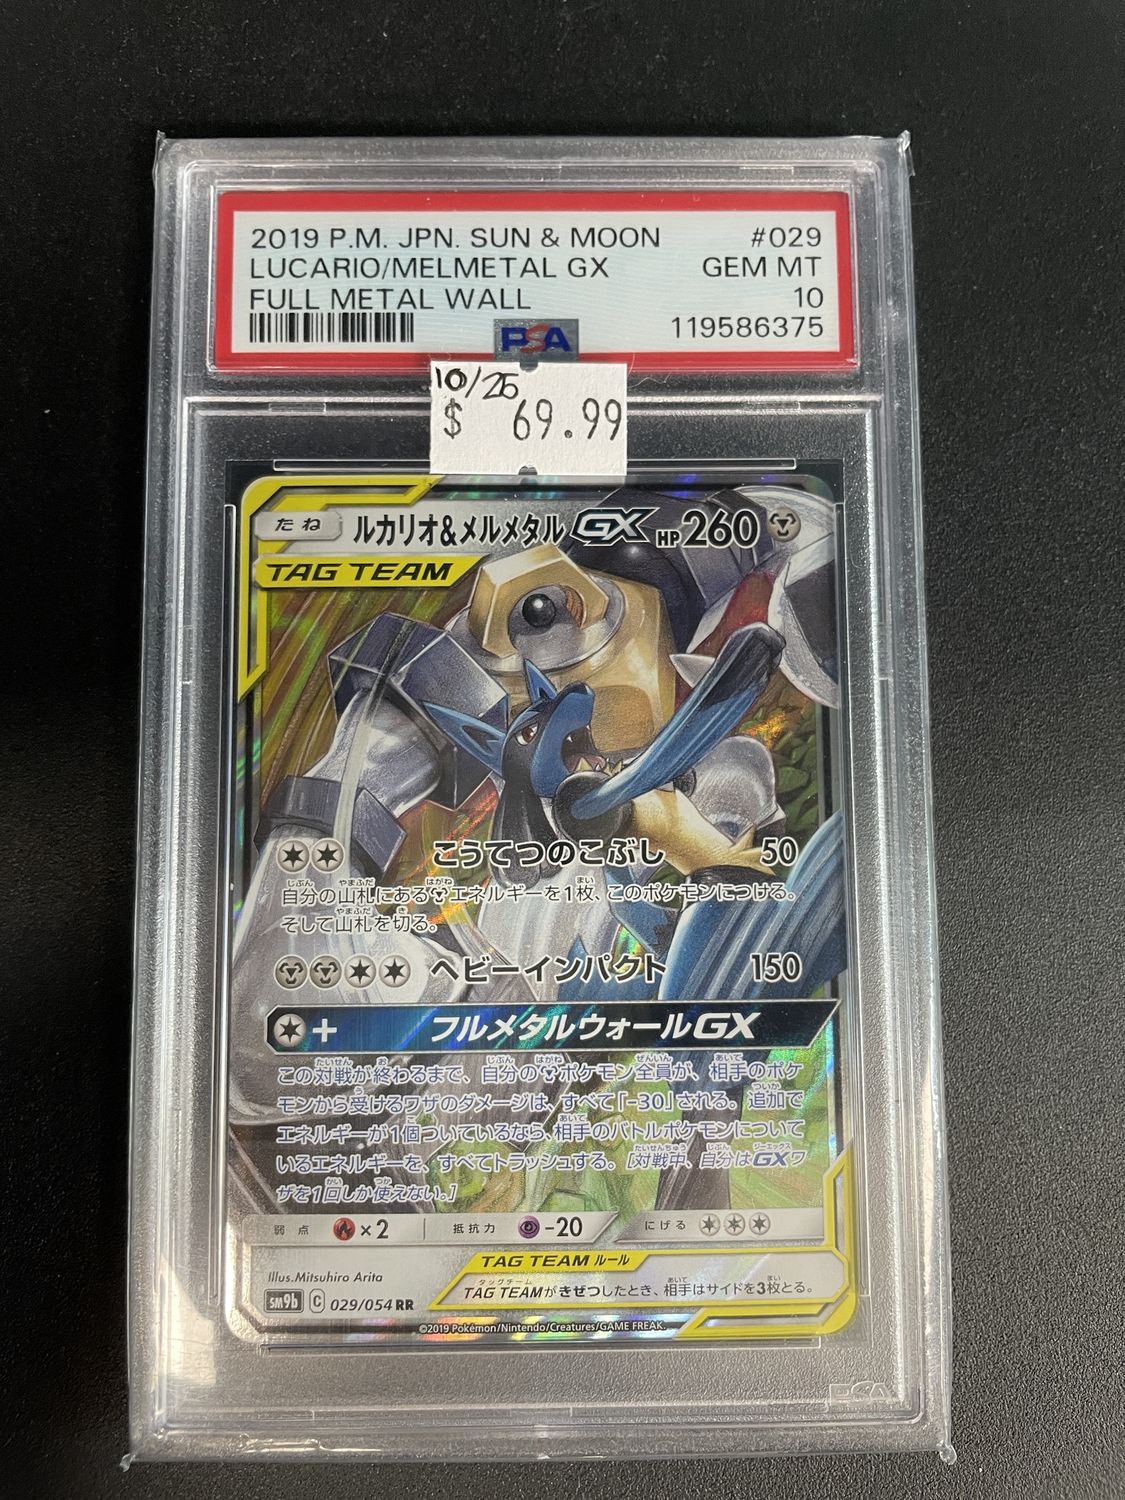 2019 P.M. JPN. SUN & MOON #029
LUCARIO/MELMETAL GX GEM MT
FULL METAL WALL 10
PSA 119586375
10/25
$ 69.99
たね ルカリオ&メルメタルGX HP260
TAG TEAM
こうてつのこぶし 50
自分の山札にあるエネルギーを1枚、このポケモンにつける。
そして山札を切る。
ヘビーインパクト 150
+ フルメタルウォールGX
この対戦が終わるまで、自分のポケモン全員が、相手のポケ
モンから受けるワザのダメージは、すべて「-30」される。追加で
エネルギーが1個ついているなら、相手のバトルポケモンについて
いるエネルギーを、すべてトラッシュする。[対戦中、自分はGXワ
ザを1回しか使えない。]
弱点 ×2 抵抗力 -20 にげる
TAG TEAM ルール
Illus.Mitsuhiro Arita
TAG TEAMがきぜつしたとき、相手はサイドを3枚とる。
sm9b C 029/054 RR
©2019 Pokémon/Nintendo/Creatures/GAME FREAK.
PSA